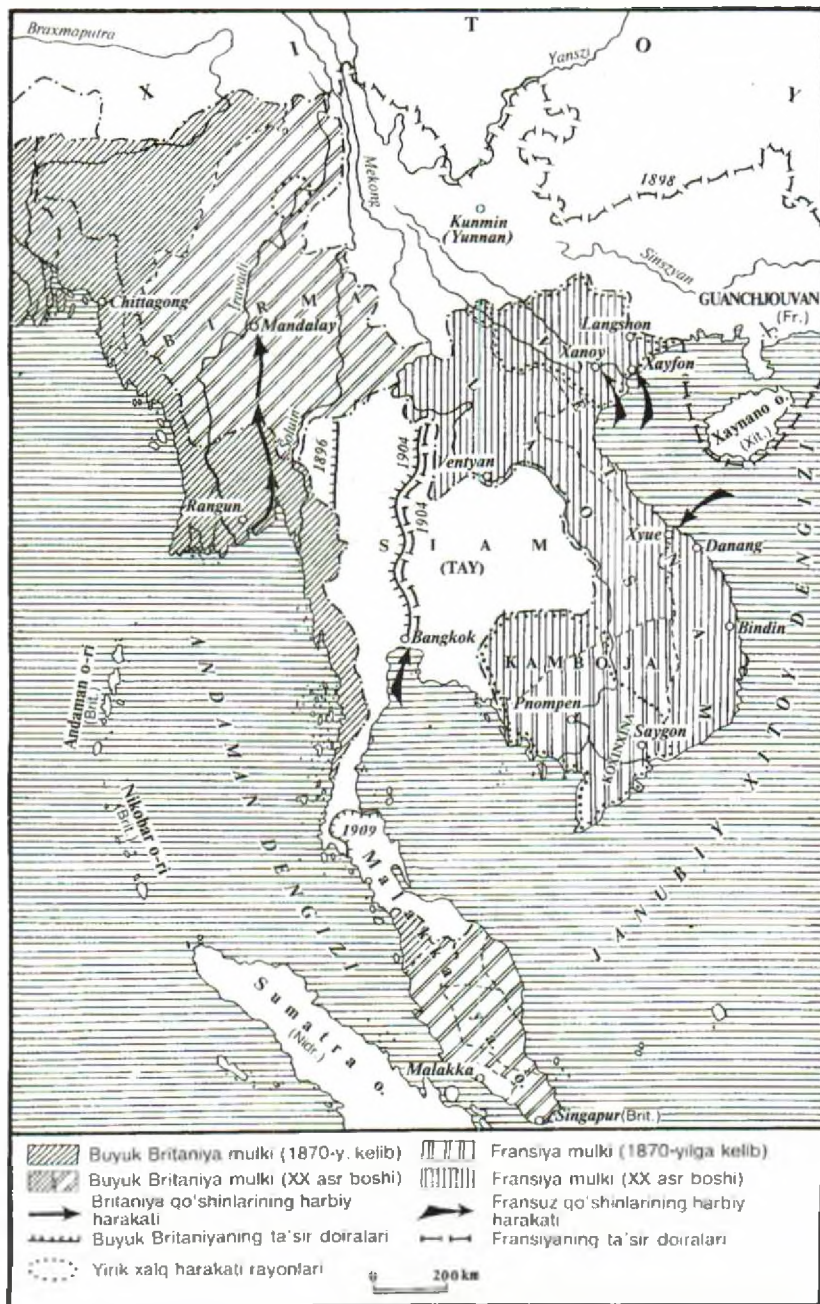 Braxmaputra
X I T O Y
Yanszi
1898
Mekong
Kunmin
(Yunnan)
Sinszyan
GUANCHJOUVAN
(Fr.)
Iravadi
Chittagong
B I R M
Mandalay
Langshon
Xanoy
Xayfon
Xaynano o.
(Xit.)
Saluin
1896
1904
1904
Ventyan
Rangun
S I A M
(TAY)
L A O S
Xyue
Danang
Bindin
Bangkok
K A M B O J A
Pnompen
Saygon
KOXINXINA
A N D A M A N D E N G I Z I
Andaman o-ri
(Brit.)
Nikobar o-ri
(Brit.)
J A N U B I Y X I T O Y D E N G I Z I
1909
M a l a k k a
Sumatra o.
(Nidr.)
Malakka
Singapur (Brit.)
Buyuk Britaniya mulki (1870-y. kelib)
Buyuk Britaniya mulki (XX asr boshi)
Britaniya qo'shinlarining harbiy
harakati
Buyuk Britaniyaning ta'sir doiralari
Yirik xalq harakati rayonlari
Fransiya mulki (1870-yilga kelib)
Fransiya mulki (XX asr boshi)
Fransuz qo'shinlarining harbiy
harakati
Fransiyaning ta'sir doiralari
0 200 km